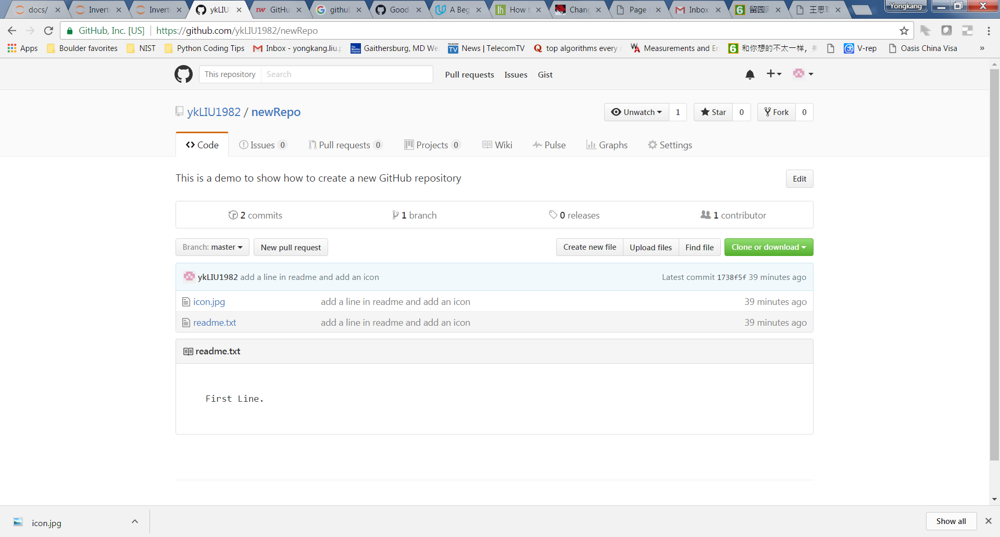 docs/ Invert Invert ykLIU GitHu github Good A Beg How t Chang Page Inbox 留园网 王思聪 Yongkang
GitHub, Inc. [US] https://github.com/ykLIU1982/newRepo
Apps Boulder favorites NIST Python Coding Tips Inbox - yongkang.liu.p Gaithersburg, MD We News | TelecomTV top algorithms every s Measurements and Er 和你想的不太一样， V-rep Oasis China Visa »
This repository Search Pull requests Issues Gist
ykLIU1982 / newRepo Unwatch 1 Star 0 Fork 0
Code Issues 0 Pull requests 0 Projects 0 Wiki Pulse Graphs Settings
This is a demo to show how to create a new GitHub repository Edit
2 commits 1 branch 0 releases 1 contributor
Branch: master New pull request Create new file Upload files Find file Clone or download
ykLIU1982 add a line in readme and add an icon Latest commit 1738f5f 39 minutes ago
icon.jpg add a line in readme and add an icon 39 minutes ago
readme.txt add a line in readme and add an icon 39 minutes ago
readme.txt
First Line.
icon.jpg Show all